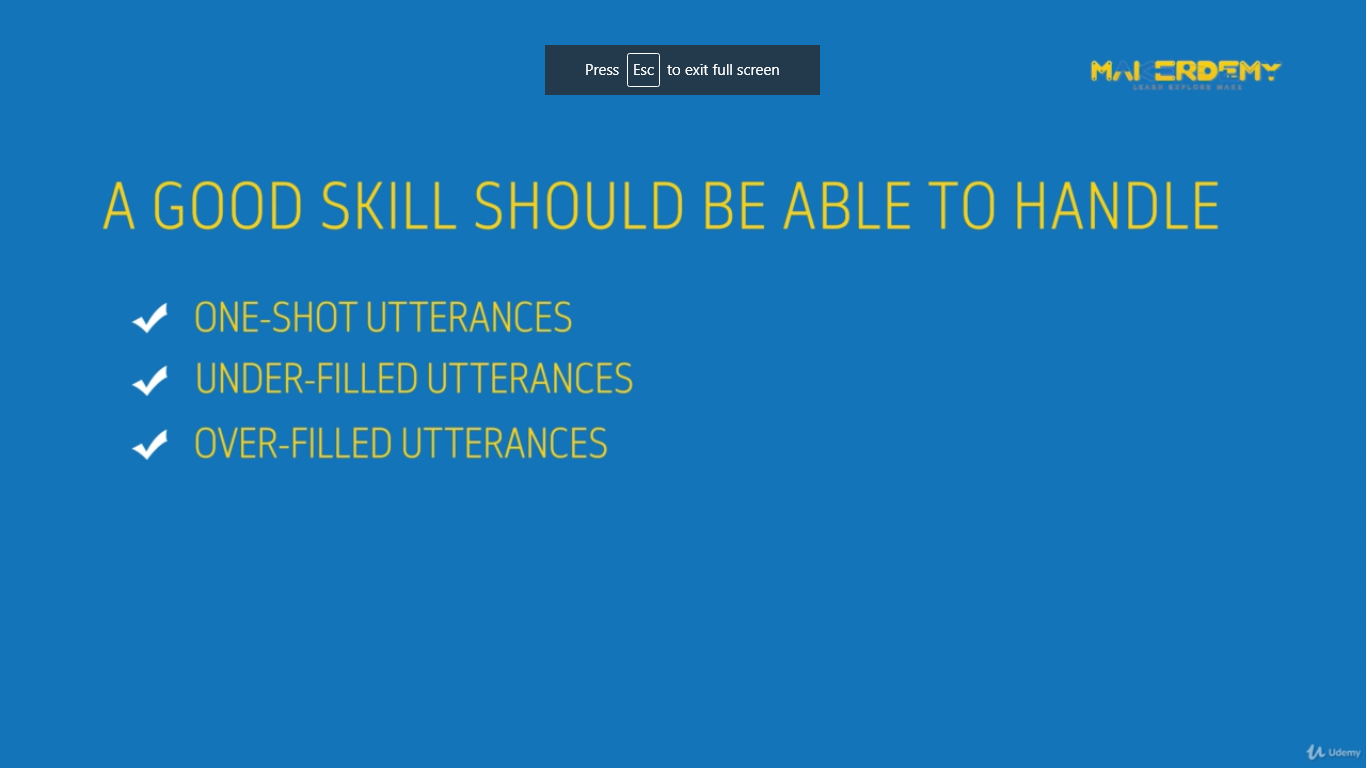 Press Esc to exit full screen
MAKERDEMY
LEARN EXPLORE MAKE
A GOOD SKILL SHOULD BE ABLE TO HANDLE
ONE-SHOT UTTERANCES
UNDER-FILLED UTTERANCES
OVER-FILLED UTTERANCES
Udemy